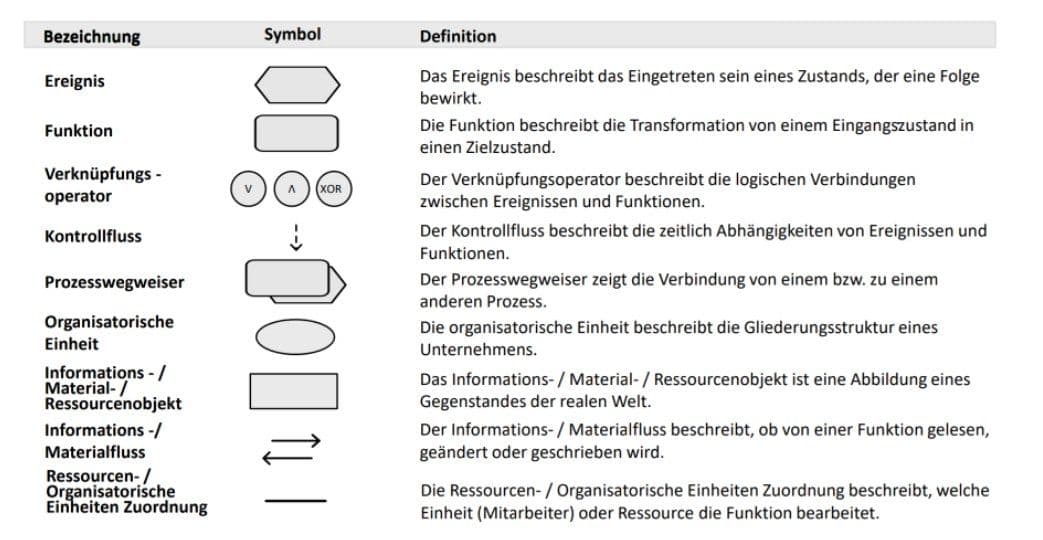 Bezeichnung Symbol Definition
Ereignis
Das Ereignis beschreibt das Eingetreten sein eines Zustands, der eine Folge
bewirkt.
Funktion
Die Funktion beschreibt die Transformation von einem Eingangszustand in
einen Zielzustand.
Verknüpfungs -
operator
V Λ XOR
Der Verknüpfungsoperator beschreibt die logischen Verbindungen
zwischen Ereignissen und Funktionen.
Kontrollfluss
Der Kontrollfluss beschreibt die zeitlich Abhängigkeiten von Ereignissen und
Funktionen.
Prozesswegweiser
Der Prozesswegweiser zeigt die Verbindung von einem bzw. zu einem
anderen Prozess.
Organisatorische
Einheit
Die organisatorische Einheit beschreibt die Gliederungsstruktur eines
Unternehmens.
Informations - /
Material- /
Ressourcenobjekt
Das Informations- / Material- / Ressourcenobjekt ist eine Abbildung eines
Gegenstandes der realen Welt.
Informations -/
Materialfluss
Der Informations- / Materialfluss beschreibt, ob von einer Funktion gelesen,
geändert oder geschrieben wird.
Ressourcen- /
Organisatorische
Einheiten Zuordnung
Die Ressourcen- / Organisatorische Einheiten Zuordnung beschreibt, welche
Einheit (Mitarbeiter) oder Ressource die Funktion bearbeitet.